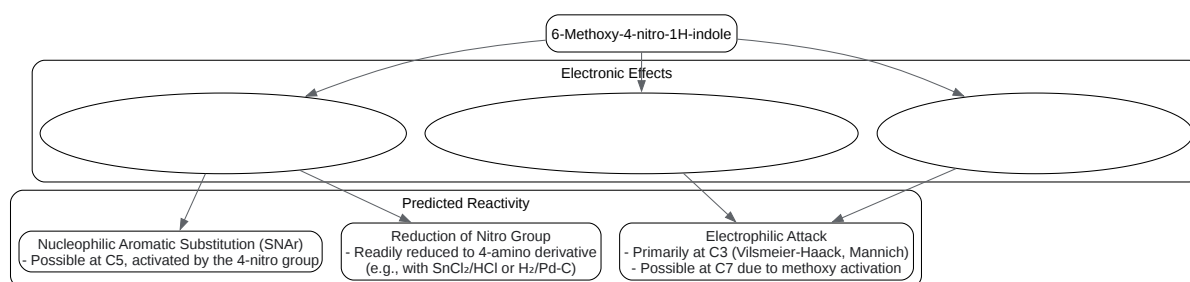 6-Methoxy-4-nitro-1H-indole
Electronic Effects
Predicted Reactivity
Nucleophilic Aromatic Substitution (SNAr)
- Possible at C5, activated by the 4-nitro group
Reduction of Nitro Group
- Readily reduced to 4-amino derivative
(e.g., with SnCl₂/HCl or H₂/Pd-C)
Electrophilic Attack
- Primarily at C3 (Vilsmeier-Haack, Mannich)
- Possible at C7 due to methoxy activation